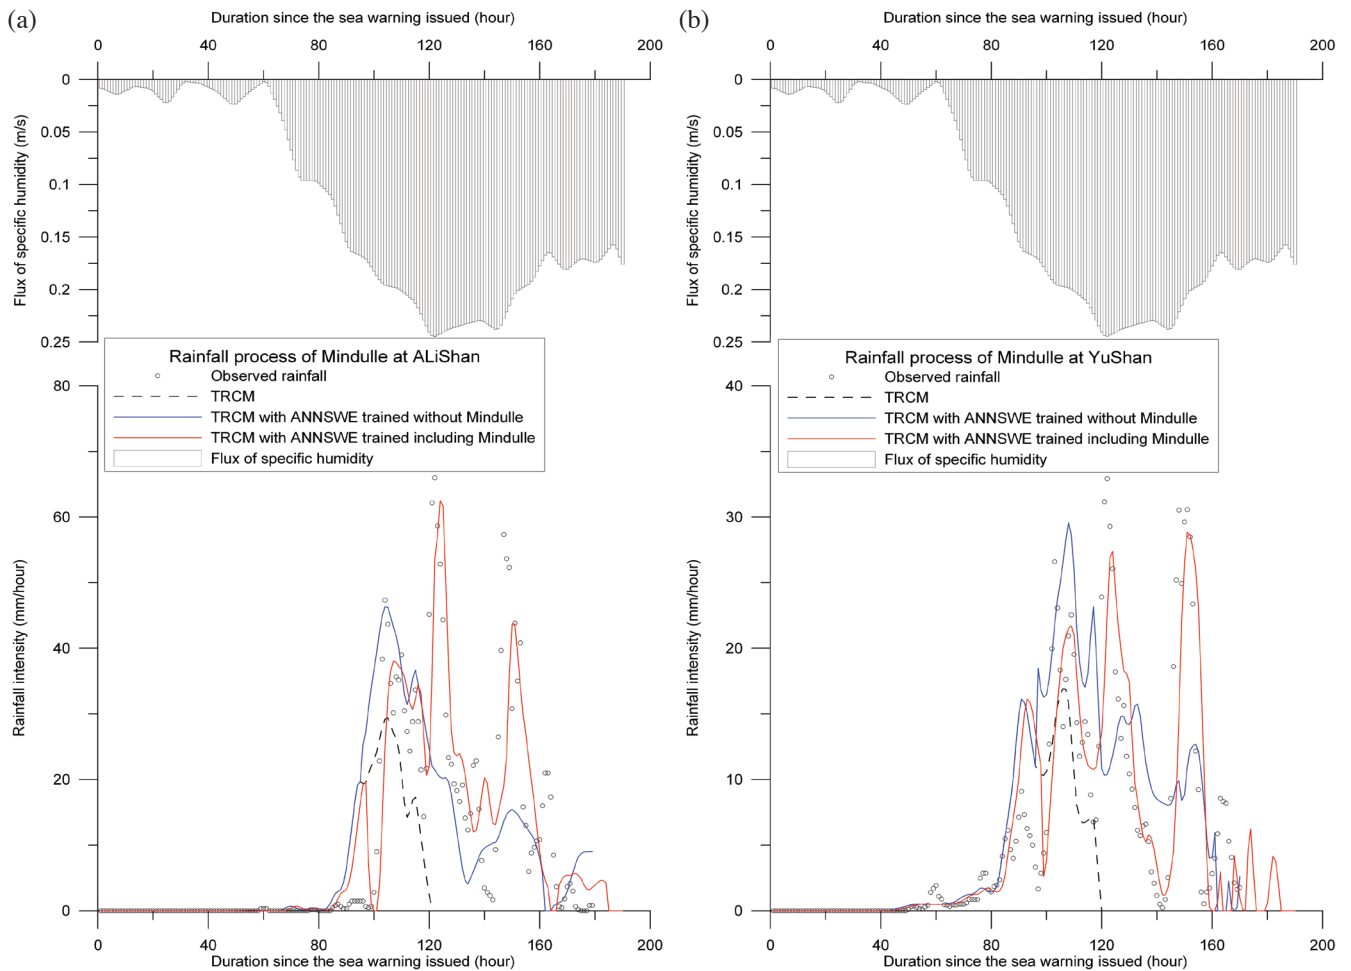 (a)
Duration since the sea warning issued (hour)
0 40 80 120 160 200
Flux of specific humidity (m/s)
0
0.05
0.1
0.15
0.2
0.25
Rainfall process of Mindulle at ALiShan
Observed rainfall
TRCM
TRCM with ANNSWE trained without Mindulle
TRCM with ANNSWE trained including Mindulle
Flux of specific humidity
Rainfall intensity (mm/hour)
80
60
40
20
0
0 40 80 120 160 200
Duration since the sea warning issued (hour)
(b)
Duration since the sea warning issued (hour)
0 40 80 120 160 200
Flux of specific humidity (m/s)
0
0.05
0.1
0.15
0.2
0.25
Rainfall process of Mindulle at YuShan
Observed rainfall
TRCM
TRCM with ANNSWE trained without Mindulle
TRCM with ANNSWE trained including Mindulle
Flux of specific humidity
Rainfall intensity (mm/hour)
40
30
20
10
0
0 40 80 120 160 200
Duration since the sea warning issued (hour)